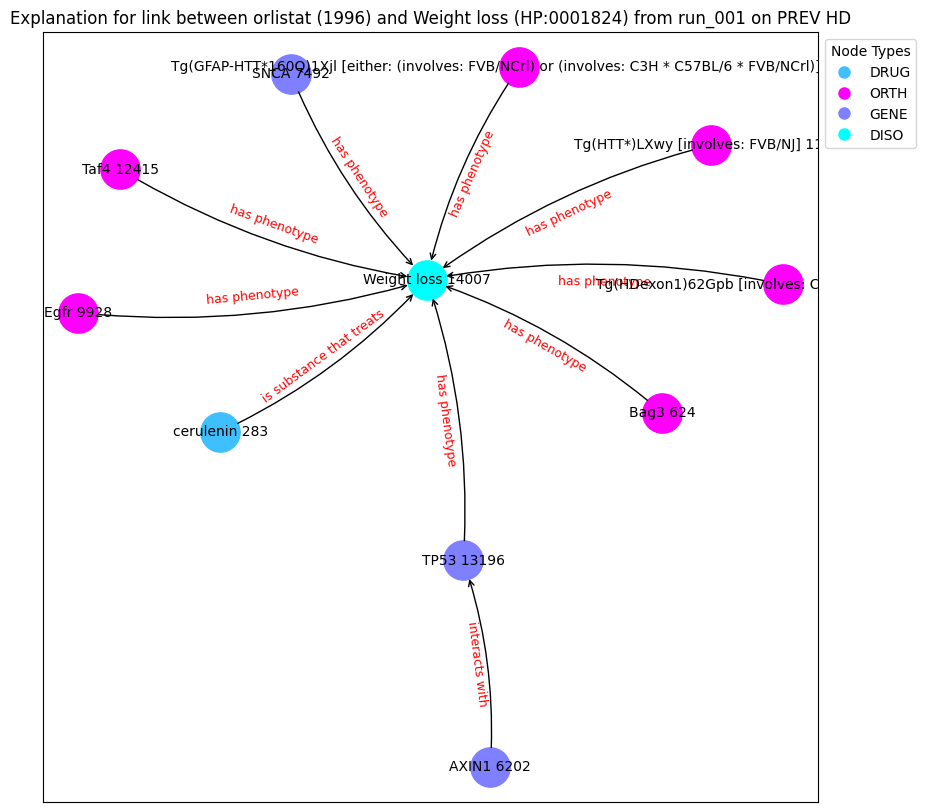 Explanation for link between orlistat (1996) and Weight loss (HP:0001824) from run_001 on PREV HD
Node Types
DRUG
ORTH
GENE
DISO
Tg(GFAP-HTT*160Q)1Xjl [either: (involves: FVB/NCrl) or (involves: C3H * C57BL/6 * FVB/NCrl)]
SNCA 7492
Tg(HTT*)LXwy [involves: FVB/NJ] 11
Taf4 12415
has phenotype
has phenotype
has phenotype
has phenotype
Weight loss 14007
has phenotype
Tg(HDexon1)62Gpb [involves: C
Egfr 9928
has phenotype
is substance that treats
has phenotype
Bag3 624
cerulenin 283
has phenotype
TP53 13196
interacts with
AXIN1 6202